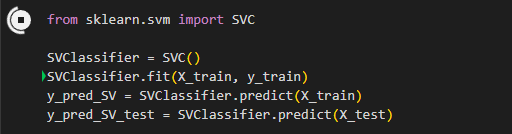 from sklearn.svm import SVC
SVClassifier = SVC()
SVClassifier.fit(X_train, y_train)
y_pred_SV = SVClassifier.predict(X_train)
y_pred_SV_test = SVClassifier.predict(X_test)